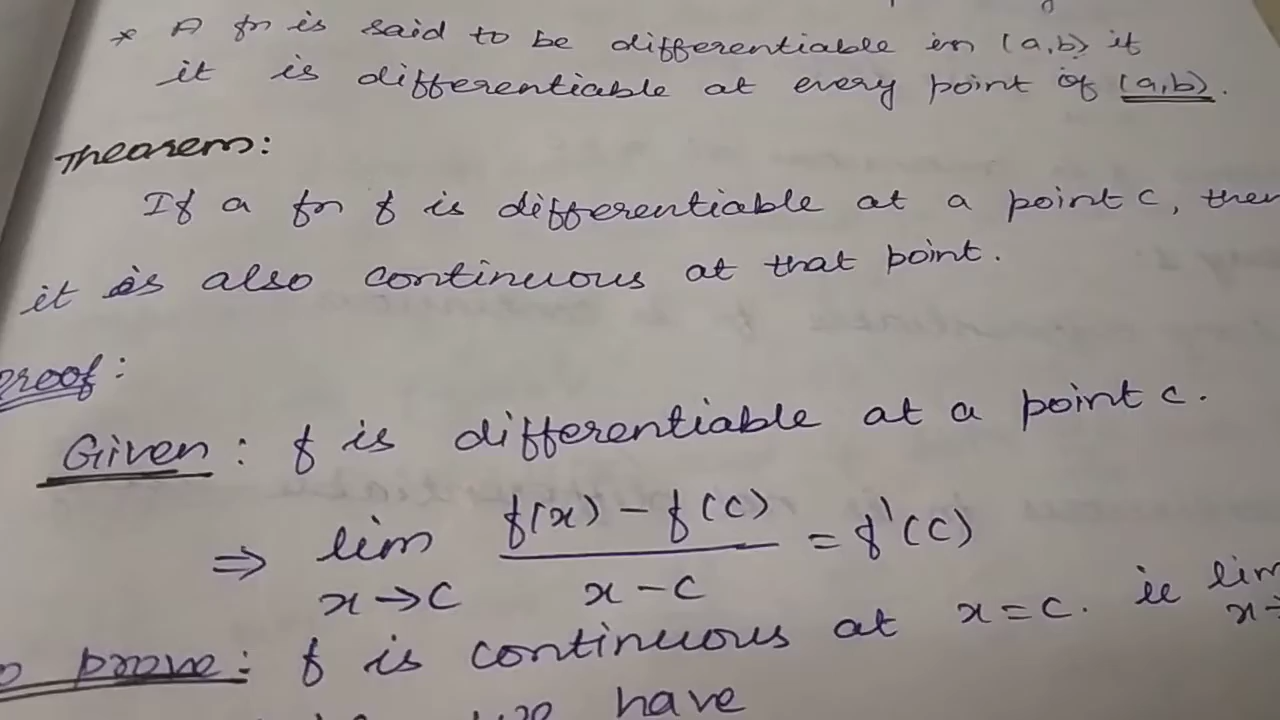 * A fn is said to be differentiable in (a,b) if
it is differentiable at every point of (a,b).
Theorem:
If a fn f is differentiable at a point c, then
it is also continuous at that point.
Proof:
Given: f is differentiable at a point c.
⇒ lim x→c (f(x) − f(c))/(x − c) = f'(c)
To prove: f is continuous at x = c. ie lim x→
we have